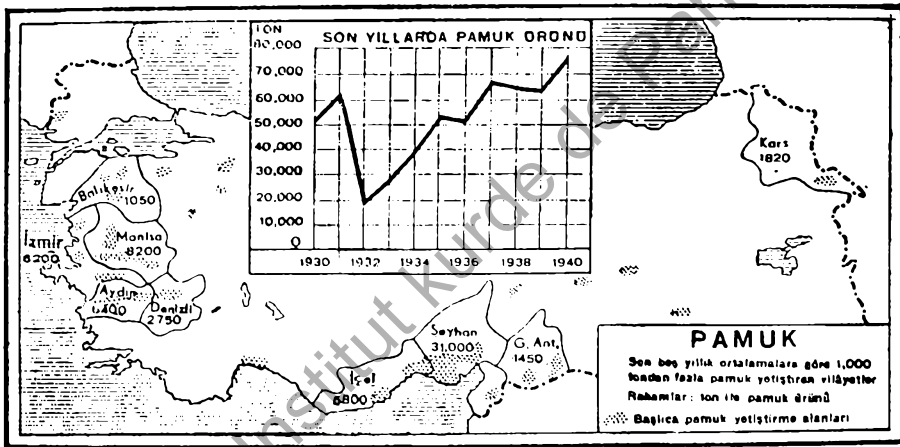 TON
SON YILLARDA PAMUK ÜRÜNÜ
80,000
70,000
60,000
50,000
40,000
30,000
20,000
10,000
0
1930 1932 1934 1936 1938 1940
Kars
1820
Balıkesir
1050
İzmir
6200
Manisa
8200
Aydın
6400
Denizli
2750
Seyhan
31,000
G. Ant.
1450
İçel
6800
PAMUK
Son beş yıllık ortalamalara göre 1,000
tondan fazla pamuk yetiştiren vilâyetler
Rakamlar: ton ile pamuk ürünü
Başlıca pamuk yetiştirme alanları
Institut kurde de